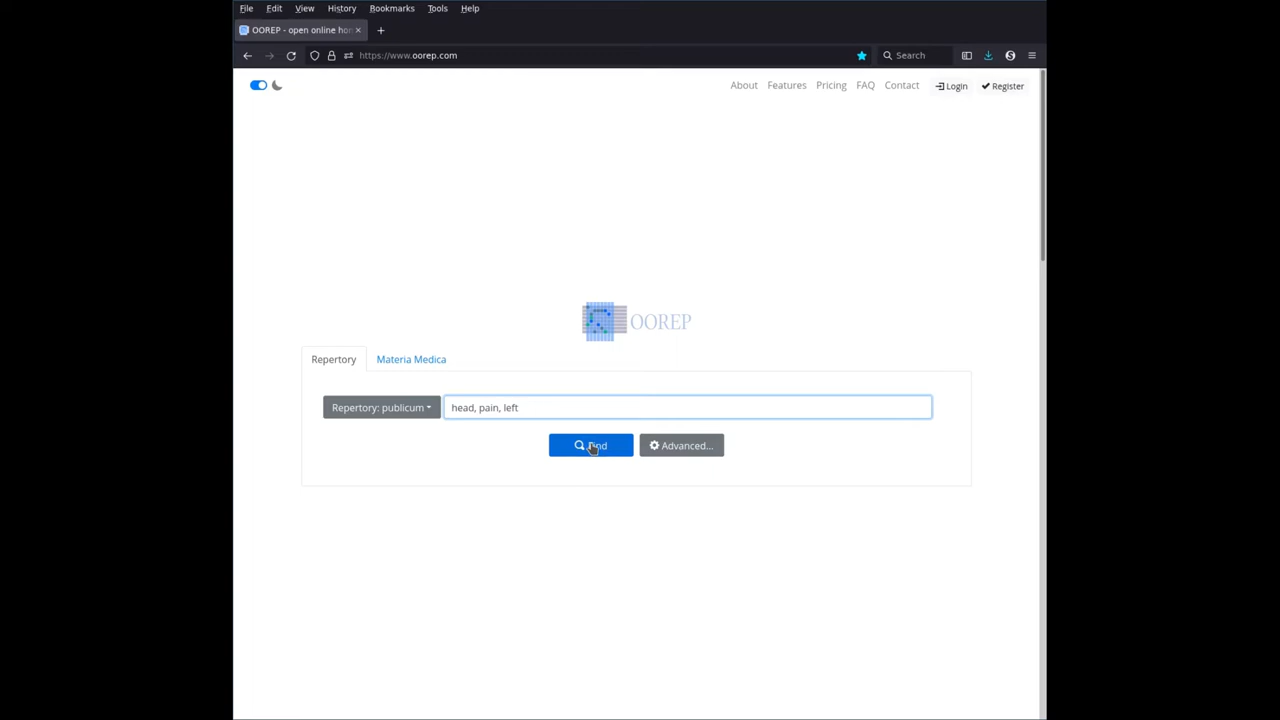 File Edit View History Bookmarks Tools Help
OOREP - open online hor
https://www.oorep.com
Search
About Features Pricing FAQ Contact Login Register
OOREP
Repertory Materia Medica
Repertory: publicum head, pain, left
Find Advanced...